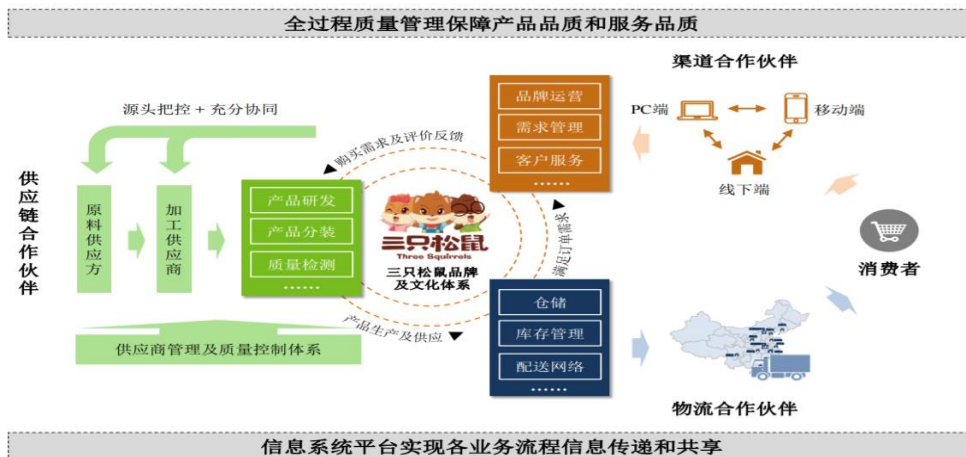 全过程质量管理保障产品品质和服务品质
源头把控 + 充分协同
供应链合作伙伴
原料供应方
加工供应商
产品研发
产品分装
质量检测
······
供应商管理及质量控制体系
购买需求及评价反馈
三只松鼠
Three Squirrels
三只松鼠品牌
及文化体系
产品生产及供应
满足订单需求
品牌运营
需求管理
客户服务
······
仓储
库存管理
配送网络
······
渠道合作伙伴
PC端
移动端
线下端
消费者
物流合作伙伴
信息系统平台实现各业务流程信息传递和共享